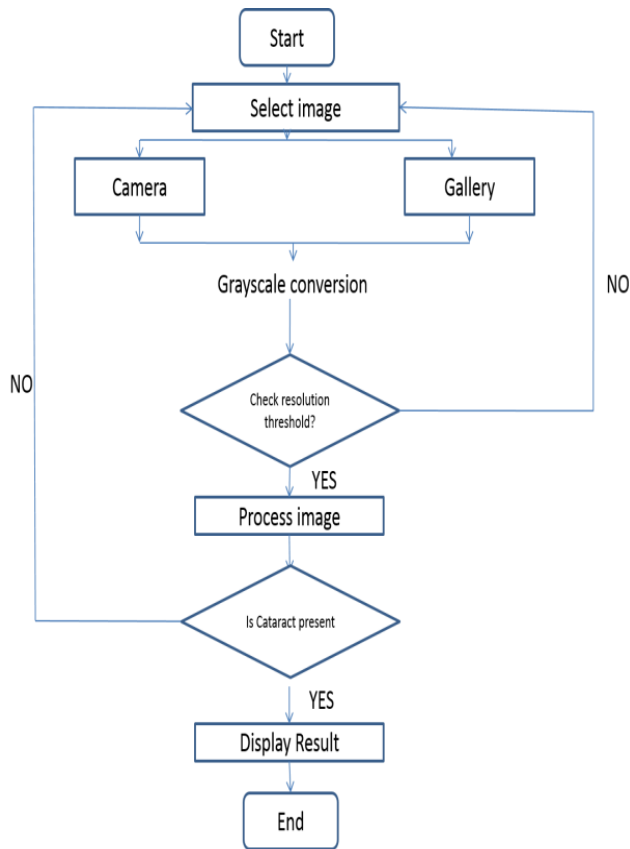 Start
Select image
Camera
Gallery
Grayscale conversion
NO
NO
Check resolution
threshold?
YES
Process image
Is Cataract present
YES
Display Result
End